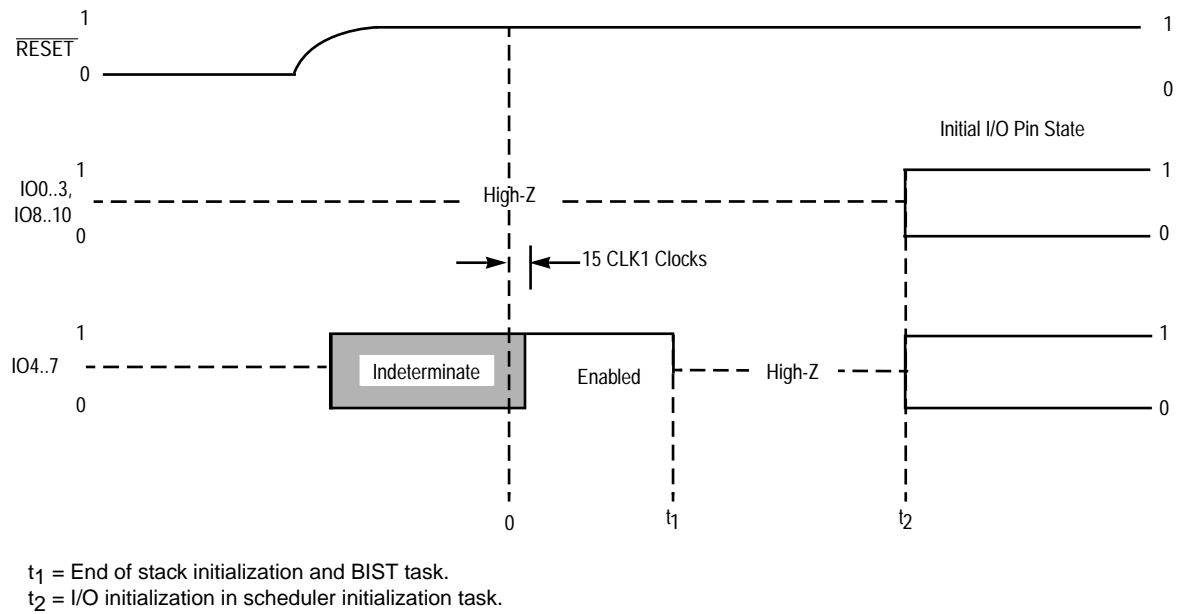 1
RESET
0
1
0
Initial I/O Pin State
1
IO0..3,
IO8..10
0
High-Z
1
0
15 CLK1 Clocks
1
IO4..7
0
Indeterminate
Enabled
High-Z
1
0
0
t1
t2
t1 = End of stack initialization and BIST task.
t2 = I/O initialization in scheduler initialization task.